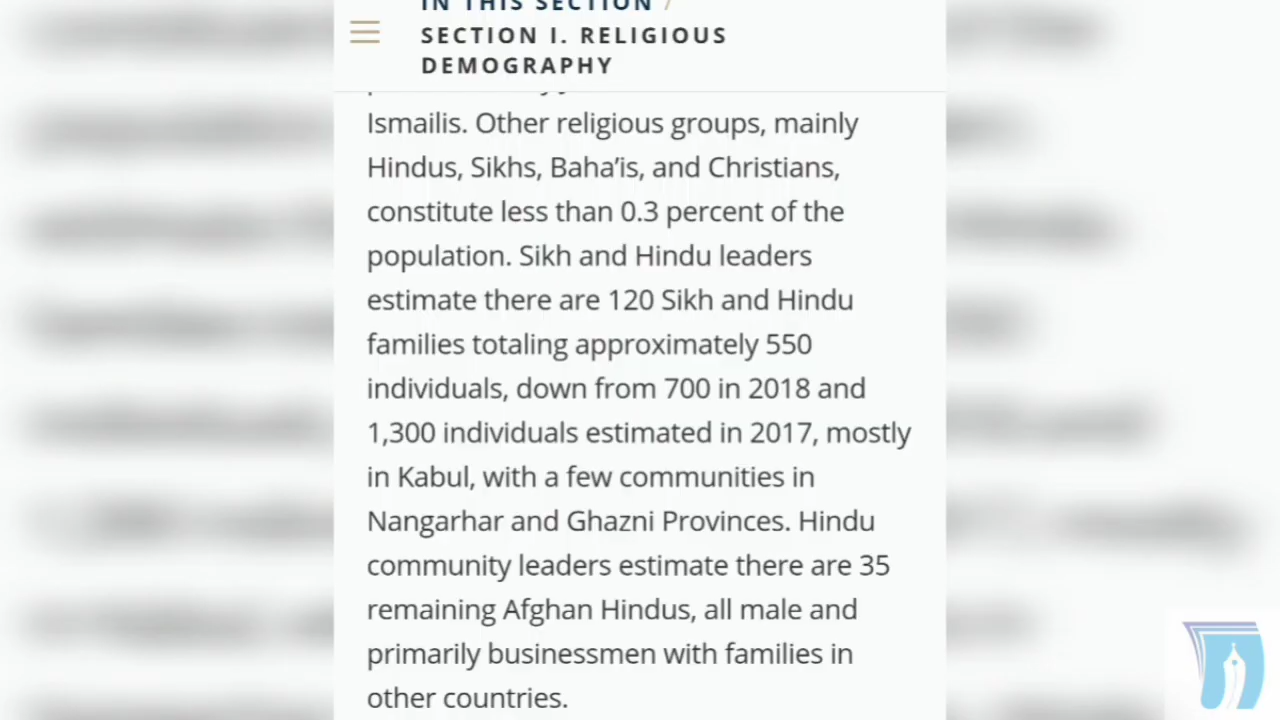 IN THIS SECTION /
SECTION I. RELIGIOUS
DEMOGRAPHY
Ismailis. Other religious groups, mainly
Hindus, Sikhs, Baha’is, and Christians,
constitute less than 0.3 percent of the
population. Sikh and Hindu leaders
estimate there are 120 Sikh and Hindu
families totaling approximately 550
individuals, down from 700 in 2018 and
1,300 individuals estimated in 2017, mostly
in Kabul, with a few communities in
Nangarhar and Ghazni Provinces. Hindu
community leaders estimate there are 35
remaining Afghan Hindus, all male and
primarily businessmen with families in
other countries.